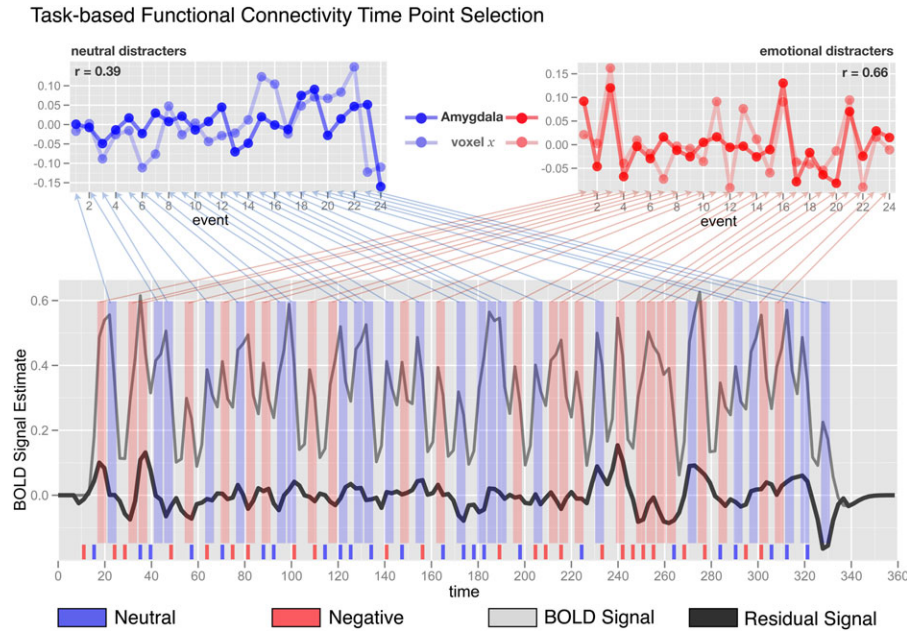 Task-based Functional Connectivity Time Point Selection
neutral distracters
r = 0.39
0.10
0.05
0.00
-0.05
-0.10
-0.15
2 4 6 8 10 12 14 16 18 20 22 24
event
Amygdala
voxel x
emotional distracters
r = 0.66
0.15
0.10
0.05
0.00
-0.05
2 4 6 8 10 12 14 16 18 20 22 24
event
BOLD Signal Estimate
0.6
0.4
0.2
0.0
0 20 40 60 80 100 120 140 160 180 200 220 240 260 280 300 320 340 360
time
Neutral Negative BOLD Signal Residual Signal